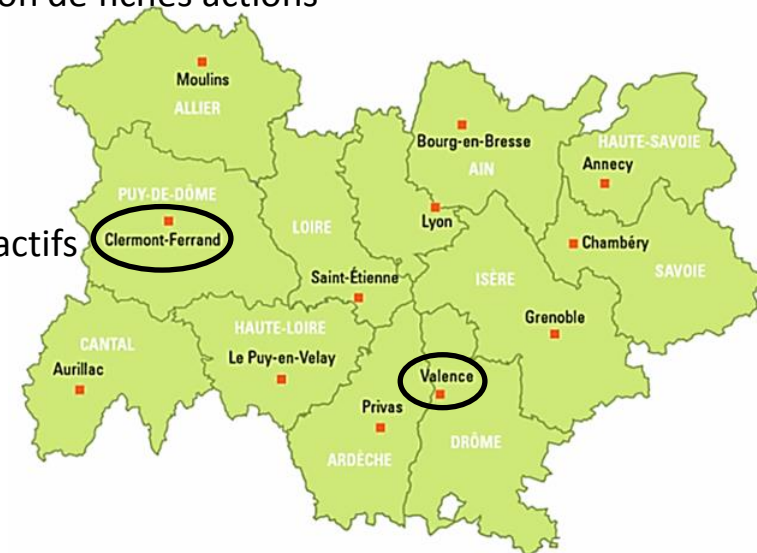 on de fiches actions
Moulins
ALLIER
Bourg-en-Bresse
AIN
HAUTE-SAVOIE
Annecy
PUY-DE-DÔME
Clermont-Ferrand
actifs
LOIRE
Lyon
Chambéry
SAVOIE
Saint-Étienne
ISÈRE
Grenoble
CANTAL
Aurillac
HAUTE-LOIRE
Le Puy-en-Velay
Valence
Privas
ARDÈCHE
DRÔME